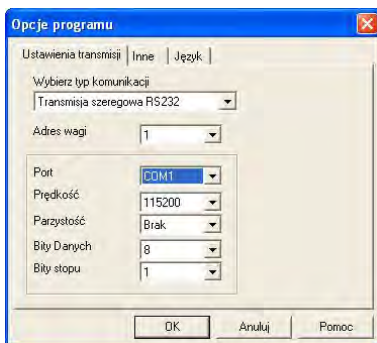 Opcje programu
Ustawienia transmisji Inne Język
Wybierz typ komunikacji
Transmisja szeregowa RS232
Adres wagi 1
Port COM1
Prędkość 115200
Parzystość Brak
Bity Danych 8
Bity stopu 1
OK Anuluj Pomoc